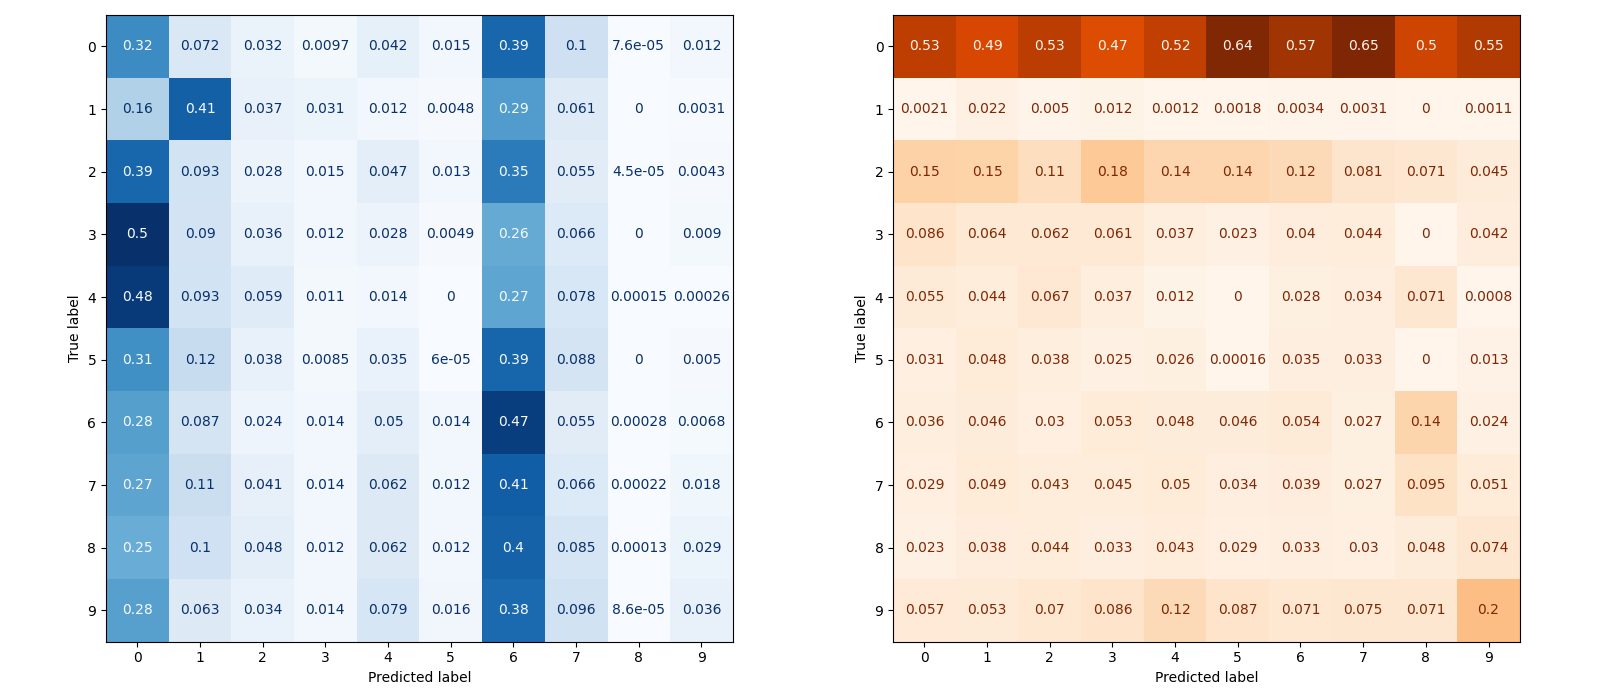 0 0.32 0.072 0.032 0.0097 0.042 0.015 0.39 0.1 7.6e-05 0.012
1 0.16 0.41 0.037 0.031 0.012 0.0048 0.29 0.061 0 0.0031
2 0.39 0.093 0.028 0.015 0.047 0.013 0.35 0.055 4.5e-05 0.0043
3 0.5 0.09 0.036 0.012 0.028 0.0049 0.26 0.066 0 0.009
4 0.48 0.093 0.059 0.011 0.014 0 0.27 0.078 0.00015 0.00026
5 0.31 0.12 0.038 0.0085 0.035 6e-05 0.39 0.088 0 0.005
6 0.28 0.087 0.024 0.014 0.05 0.014 0.47 0.055 0.00028 0.0068
7 0.27 0.11 0.041 0.014 0.062 0.012 0.41 0.066 0.00022 0.018
8 0.25 0.1 0.048 0.012 0.062 0.012 0.4 0.085 0.00013 0.029
9 0.28 0.063 0.034 0.014 0.079 0.016 0.38 0.096 8.6e-05 0.036
0 1 2 3 4 5 6 7 8 9
True label
Predicted label
0 0.53 0.49 0.53 0.47 0.52 0.64 0.57 0.65 0.5 0.55
1 0.0021 0.022 0.005 0.012 0.0012 0.0018 0.0034 0.0031 0 0.0011
2 0.15 0.15 0.11 0.18 0.14 0.14 0.12 0.081 0.071 0.045
3 0.086 0.064 0.062 0.061 0.037 0.023 0.04 0.044 0 0.042
4 0.055 0.044 0.067 0.037 0.012 0 0.028 0.034 0.071 0.0008
5 0.031 0.048 0.038 0.025 0.026 0.00016 0.035 0.033 0 0.013
6 0.036 0.046 0.03 0.053 0.048 0.046 0.054 0.027 0.14 0.024
7 0.029 0.049 0.043 0.045 0.05 0.034 0.039 0.027 0.095 0.051
8 0.023 0.038 0.044 0.033 0.043 0.029 0.033 0.03 0.048 0.074
9 0.057 0.053 0.07 0.086 0.12 0.087 0.071 0.075 0.071 0.2
0 1 2 3 4 5 6 7 8 9
True label
Predicted label